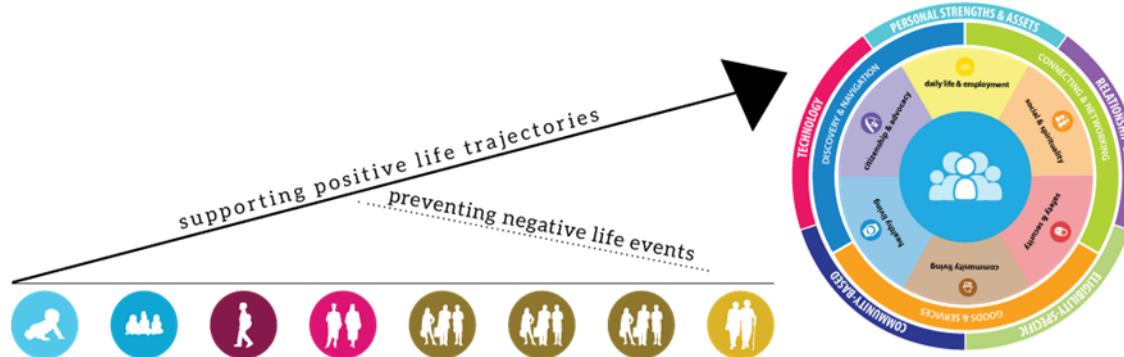 supporting positive life trajectories
preventing negative life events
PERSONAL STRENGTHS & ASSETS
TECHNOLOGY
RELATIONSHIP
COMMUNITY-BASED
ELIGIBILITY-SPECIFIC
DISCOVERY & NAVIGATION
CONNECTING & NETWORKING
GOODS & SERVICES
daily life & employment
social & spirituality
safety & security
community living
healthy living
citizenship & advocacy